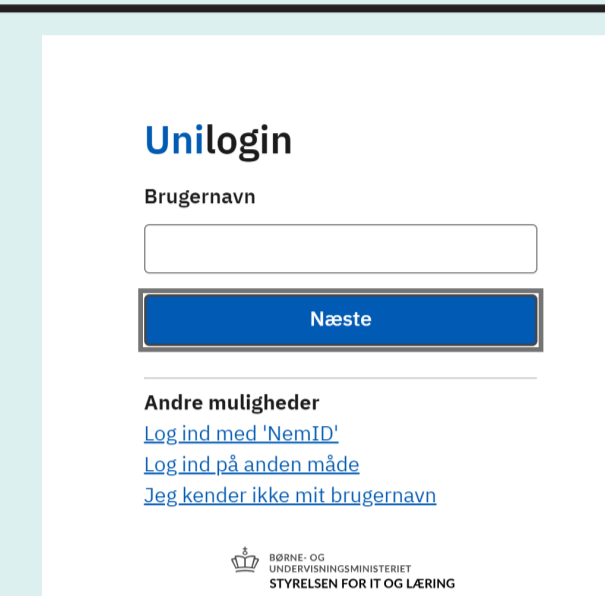 Unilogin
Brugernavn
Næste
Andre muligheder
Log ind med 'NemID'
Log ind på anden måde
Jeg kender ikke mit brugernavn
BØRNE- OG
UNDERVISNINGSMINISTERIET
STYRELSEN FOR IT OG LÆRING